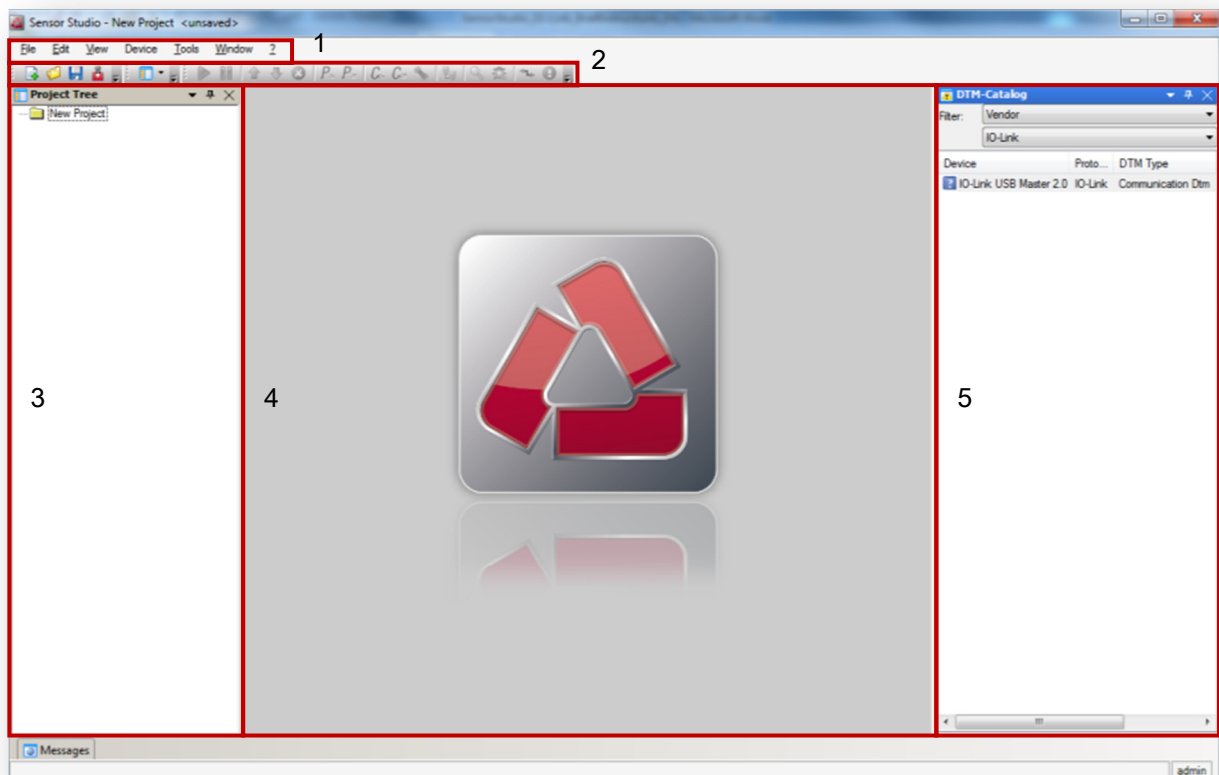 Sensor Studio - New Project <unsaved>
File Edit View Device Tools Window ?
1
2
Project Tree
New Project
3
4
DTM-Catalog
Filter: Vendor
IO-Link
Device Proto... DTM Type
IO-Link USB Master 2.0 IO-Link Communication Dtm
5
Messages
admin